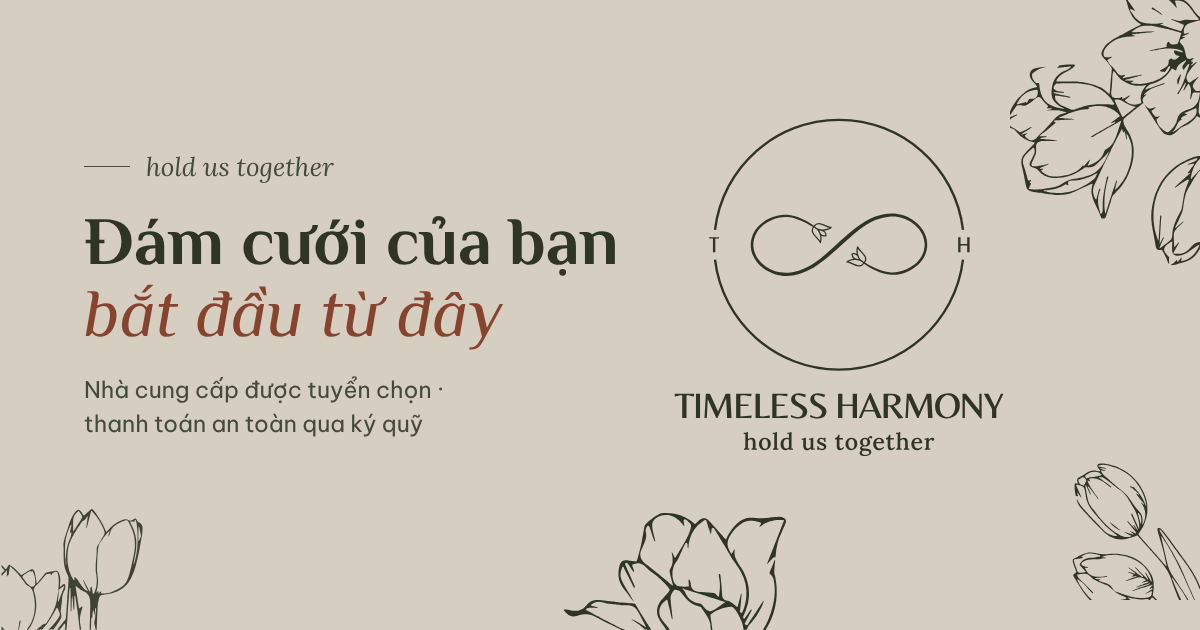 hold us together
Đám cưới của bạn
bắt đầu từ đây
Nhà cung cấp được tuyển chọn ·
thanh toán an toàn qua ký quỹ
T H
TIMELESS HARMONY
hold us together